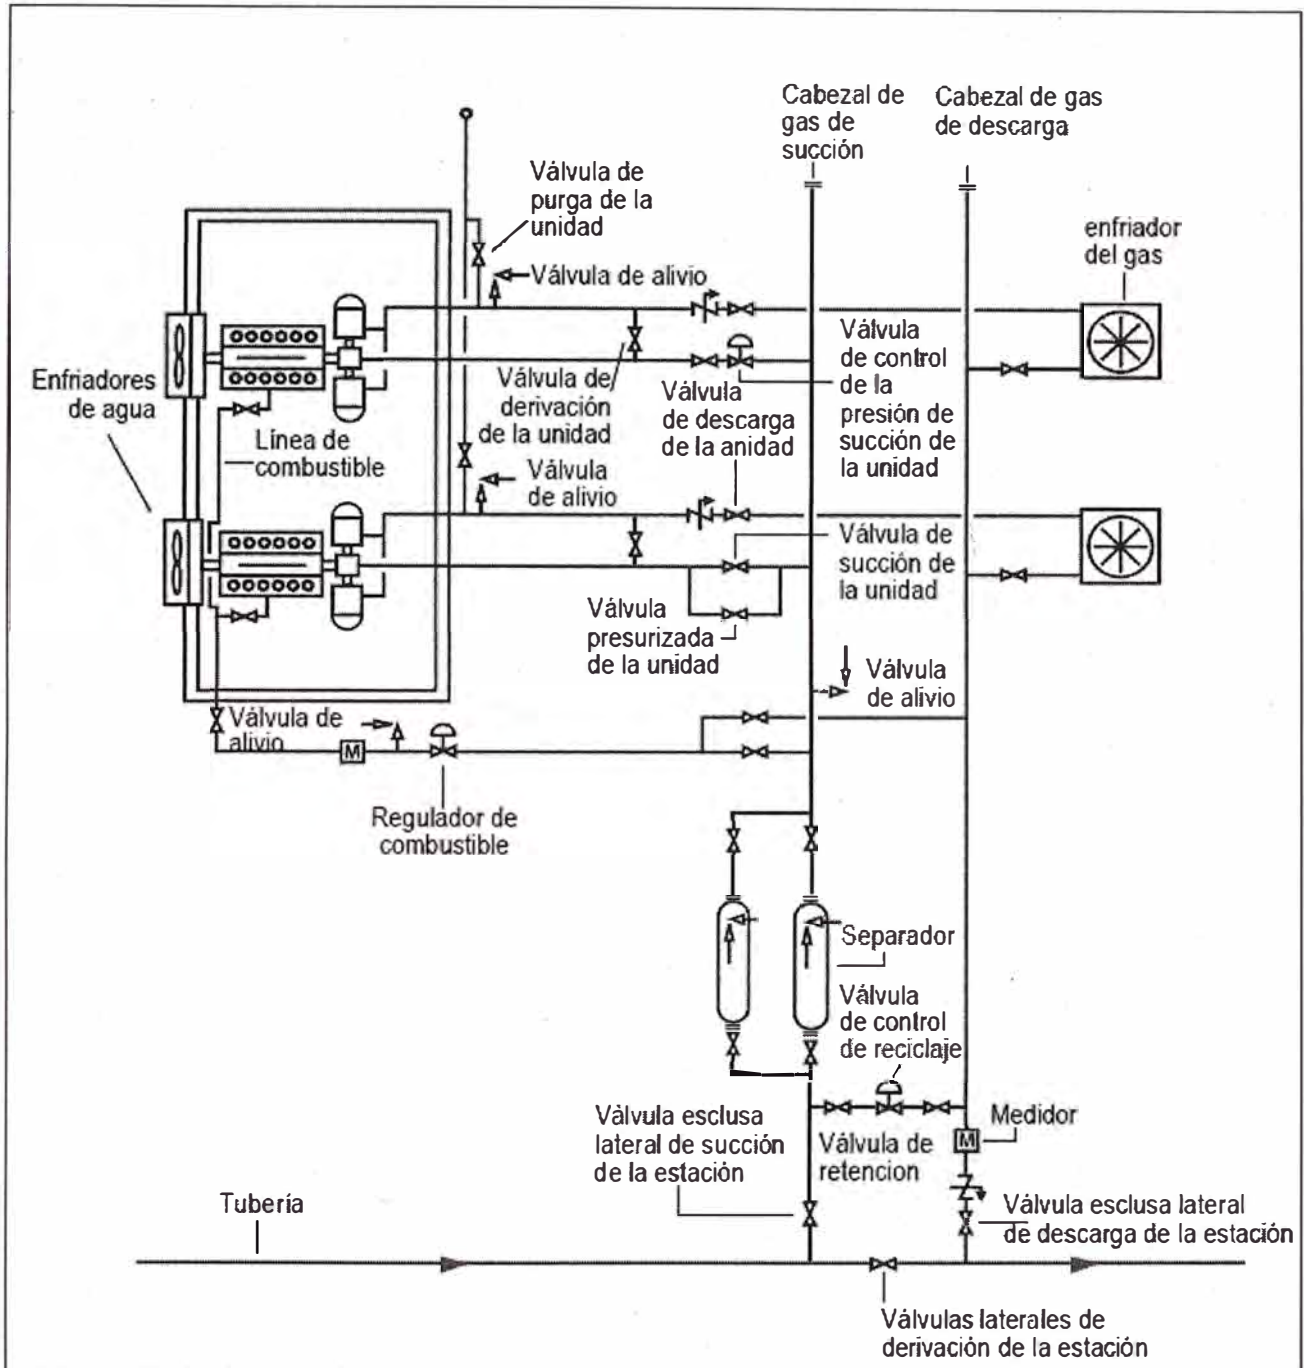 Cabezal de
gas de
succión
Cabezal de gas
de descarga
Válvula de
purga de la
unidad
Válvula de alivio
enfriador
del gas
Enfriadores
de agua
Línea de
combustible
Válvula de
derivación
de la unidad
Válvula
de descarga
de la anidad
Válvula
de control
de la
presión de
succión de
la unidad
Válvula
de alivio
Válvula de
succión de
la unidad
Válvula
presurizada
de la unidad
Válvula
de alivio
Válvula de
alivio
M
Regulador de
combustible
Separador
Válvula
de control
de reciclaje
Vàlvula esclusa
lateral de succión
de la estación
Válvula de
retencion
M
Medidor
Tubería
Válvula esclusa lateral
de descarga de la estación
Válvulas laterales de
derivación de la estación